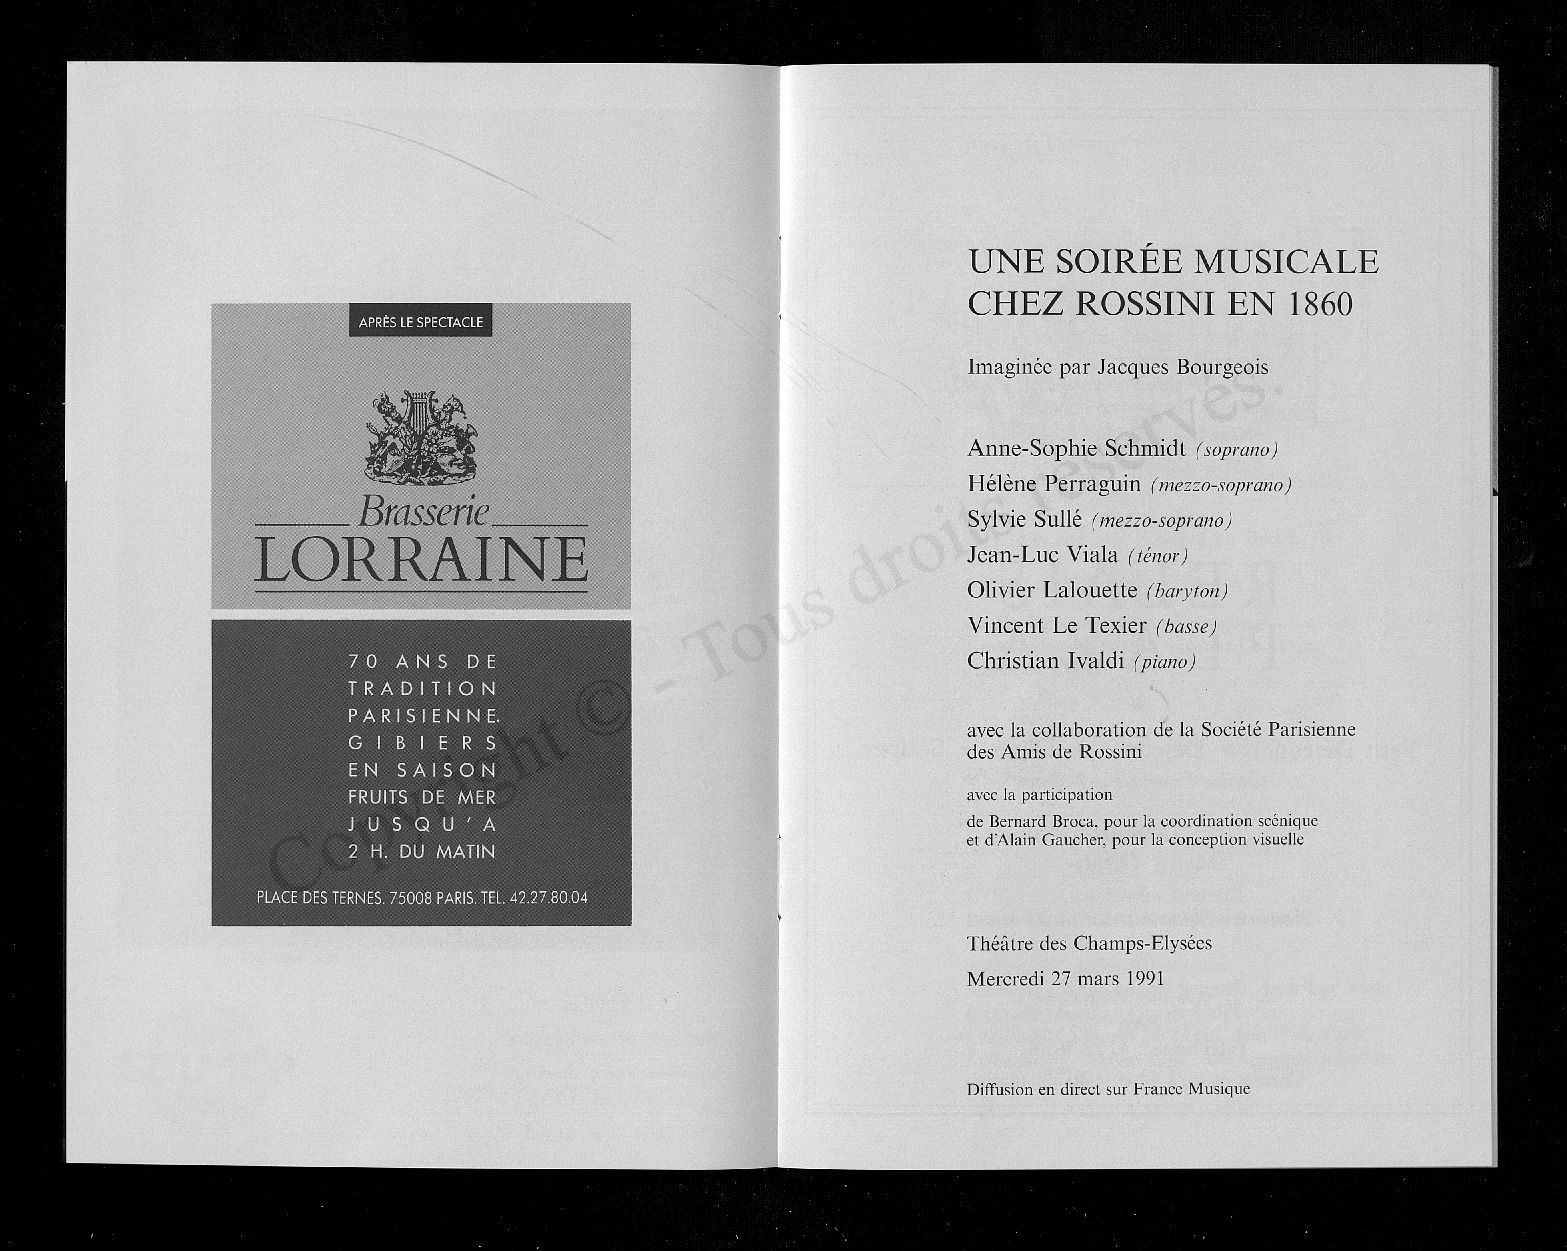 APRÈS LE SPECTACLE
Brasserie
LORRAINE
70 ANS DE
TRADITION
PARISIENNE.
GIBIERS
EN SAISON
FRUITS DE MER
JUSQU'A
2 H. DU MATIN
PLACE DES TERNES. 75008 PARIS. TEL. 42.27.80.04
UNE SOIRÉE MUSICALE
CHEZ ROSSINI EN 1860
Imaginée par Jacques Bourgeois
Anne-Sophie Schmidt (soprano)
Hélène Perraguin (mezzo-soprano)
Sylvie Sullé (mezzo-soprano)
Jean-Luc Viala (ténor)
Olivier Lalouette (baryton)
Vincent Le Texier (basse)
Christian Ivaldi (piano)
avec la collaboration de la Société Parisienne
des Amis de Rossini
avec la participation
de Bernard Broca, pour la coordination scénique
et d'Alain Gaucher, pour la conception visuelle
Théâtre des Champs-Elysées
Mercredi 27 mars 1991
Diffusion en direct sur France Musique
Copyright © - Tous droits réservés.